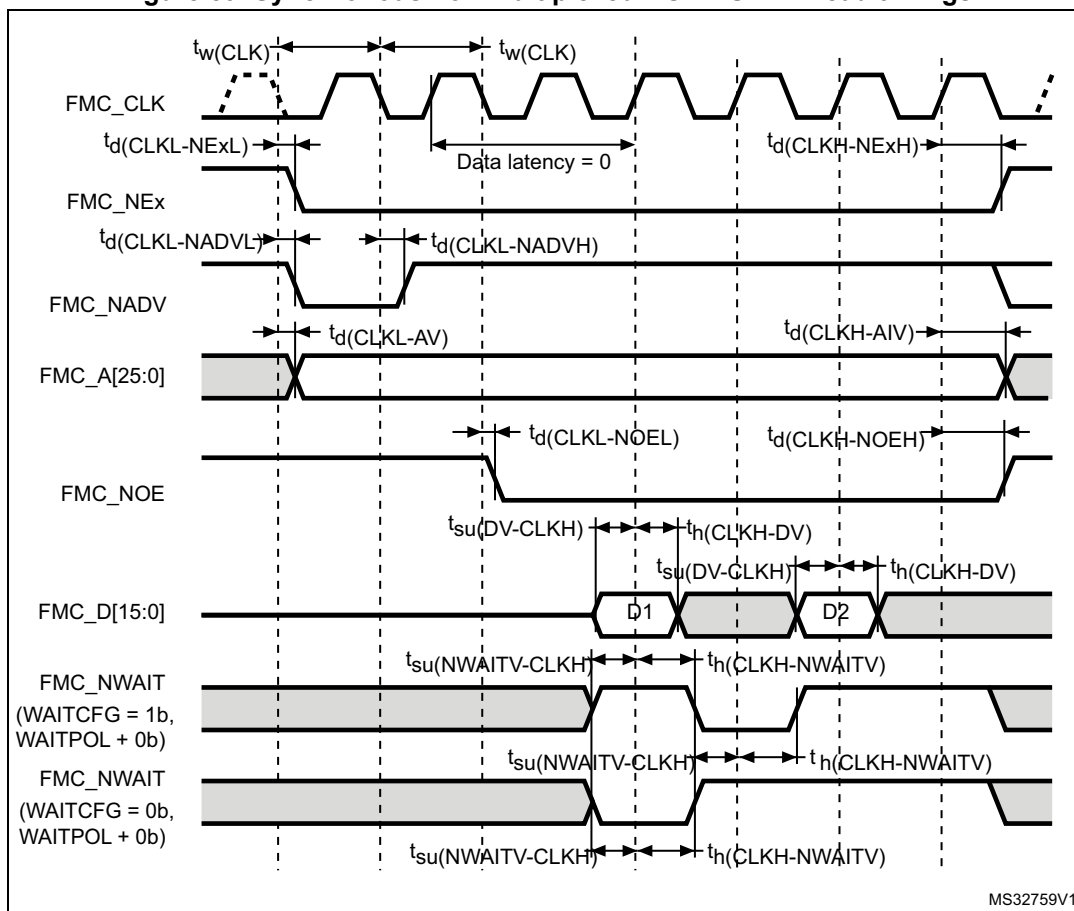 tw(CLK) tw(CLK)
FMC_CLK
td(CLKL-NExL) Data latency = 0 td(CLKH-NExH)
FMC_NEx
td(CLKL-NADVL) td(CLKL-NADVH)
FMC_NADV
td(CLKL-AV) td(CLKH-AIV)
FMC_A[25:0]
td(CLKL-NOEL) td(CLKH-NOEH)
FMC_NOE
tsu(DV-CLKH) th(CLKH-DV)
tsu(DV-CLKH) th(CLKH-DV)
FMC_D[15:0] D1 D2
tsu(NWAITV-CLKH) th(CLKH-NWAITV)
FMC_NWAIT
(WAITCFG = 1b,
WAITPOL + 0b)
tsu(NWAITV-CLKH) th(CLKH-NWAITV)
FMC_NWAIT
(WAITCFG = 0b,
WAITPOL + 0b)
tsu(NWAITV-CLKH) th(CLKH-NWAITV)
MS32759V1